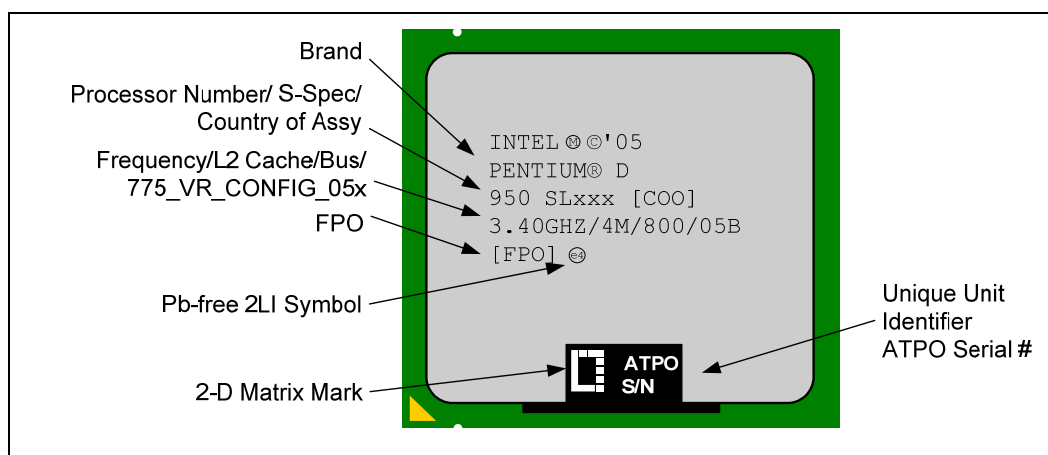 Brand
Processor Number/ S-Spec/
Country of Assy
Frequency/L2 Cache/Bus/
775_VR_CONFIG_05x
FPO
Pb-free 2LI Symbol
2-D Matrix Mark
INTEL Ⓜ ©'05
PENTIUM® D
950 SLxxx [COO]
3.40GHZ/4M/800/05B
[FPO] e4
ATPO
S/N
Unique Unit
Identifier
ATPO Serial #